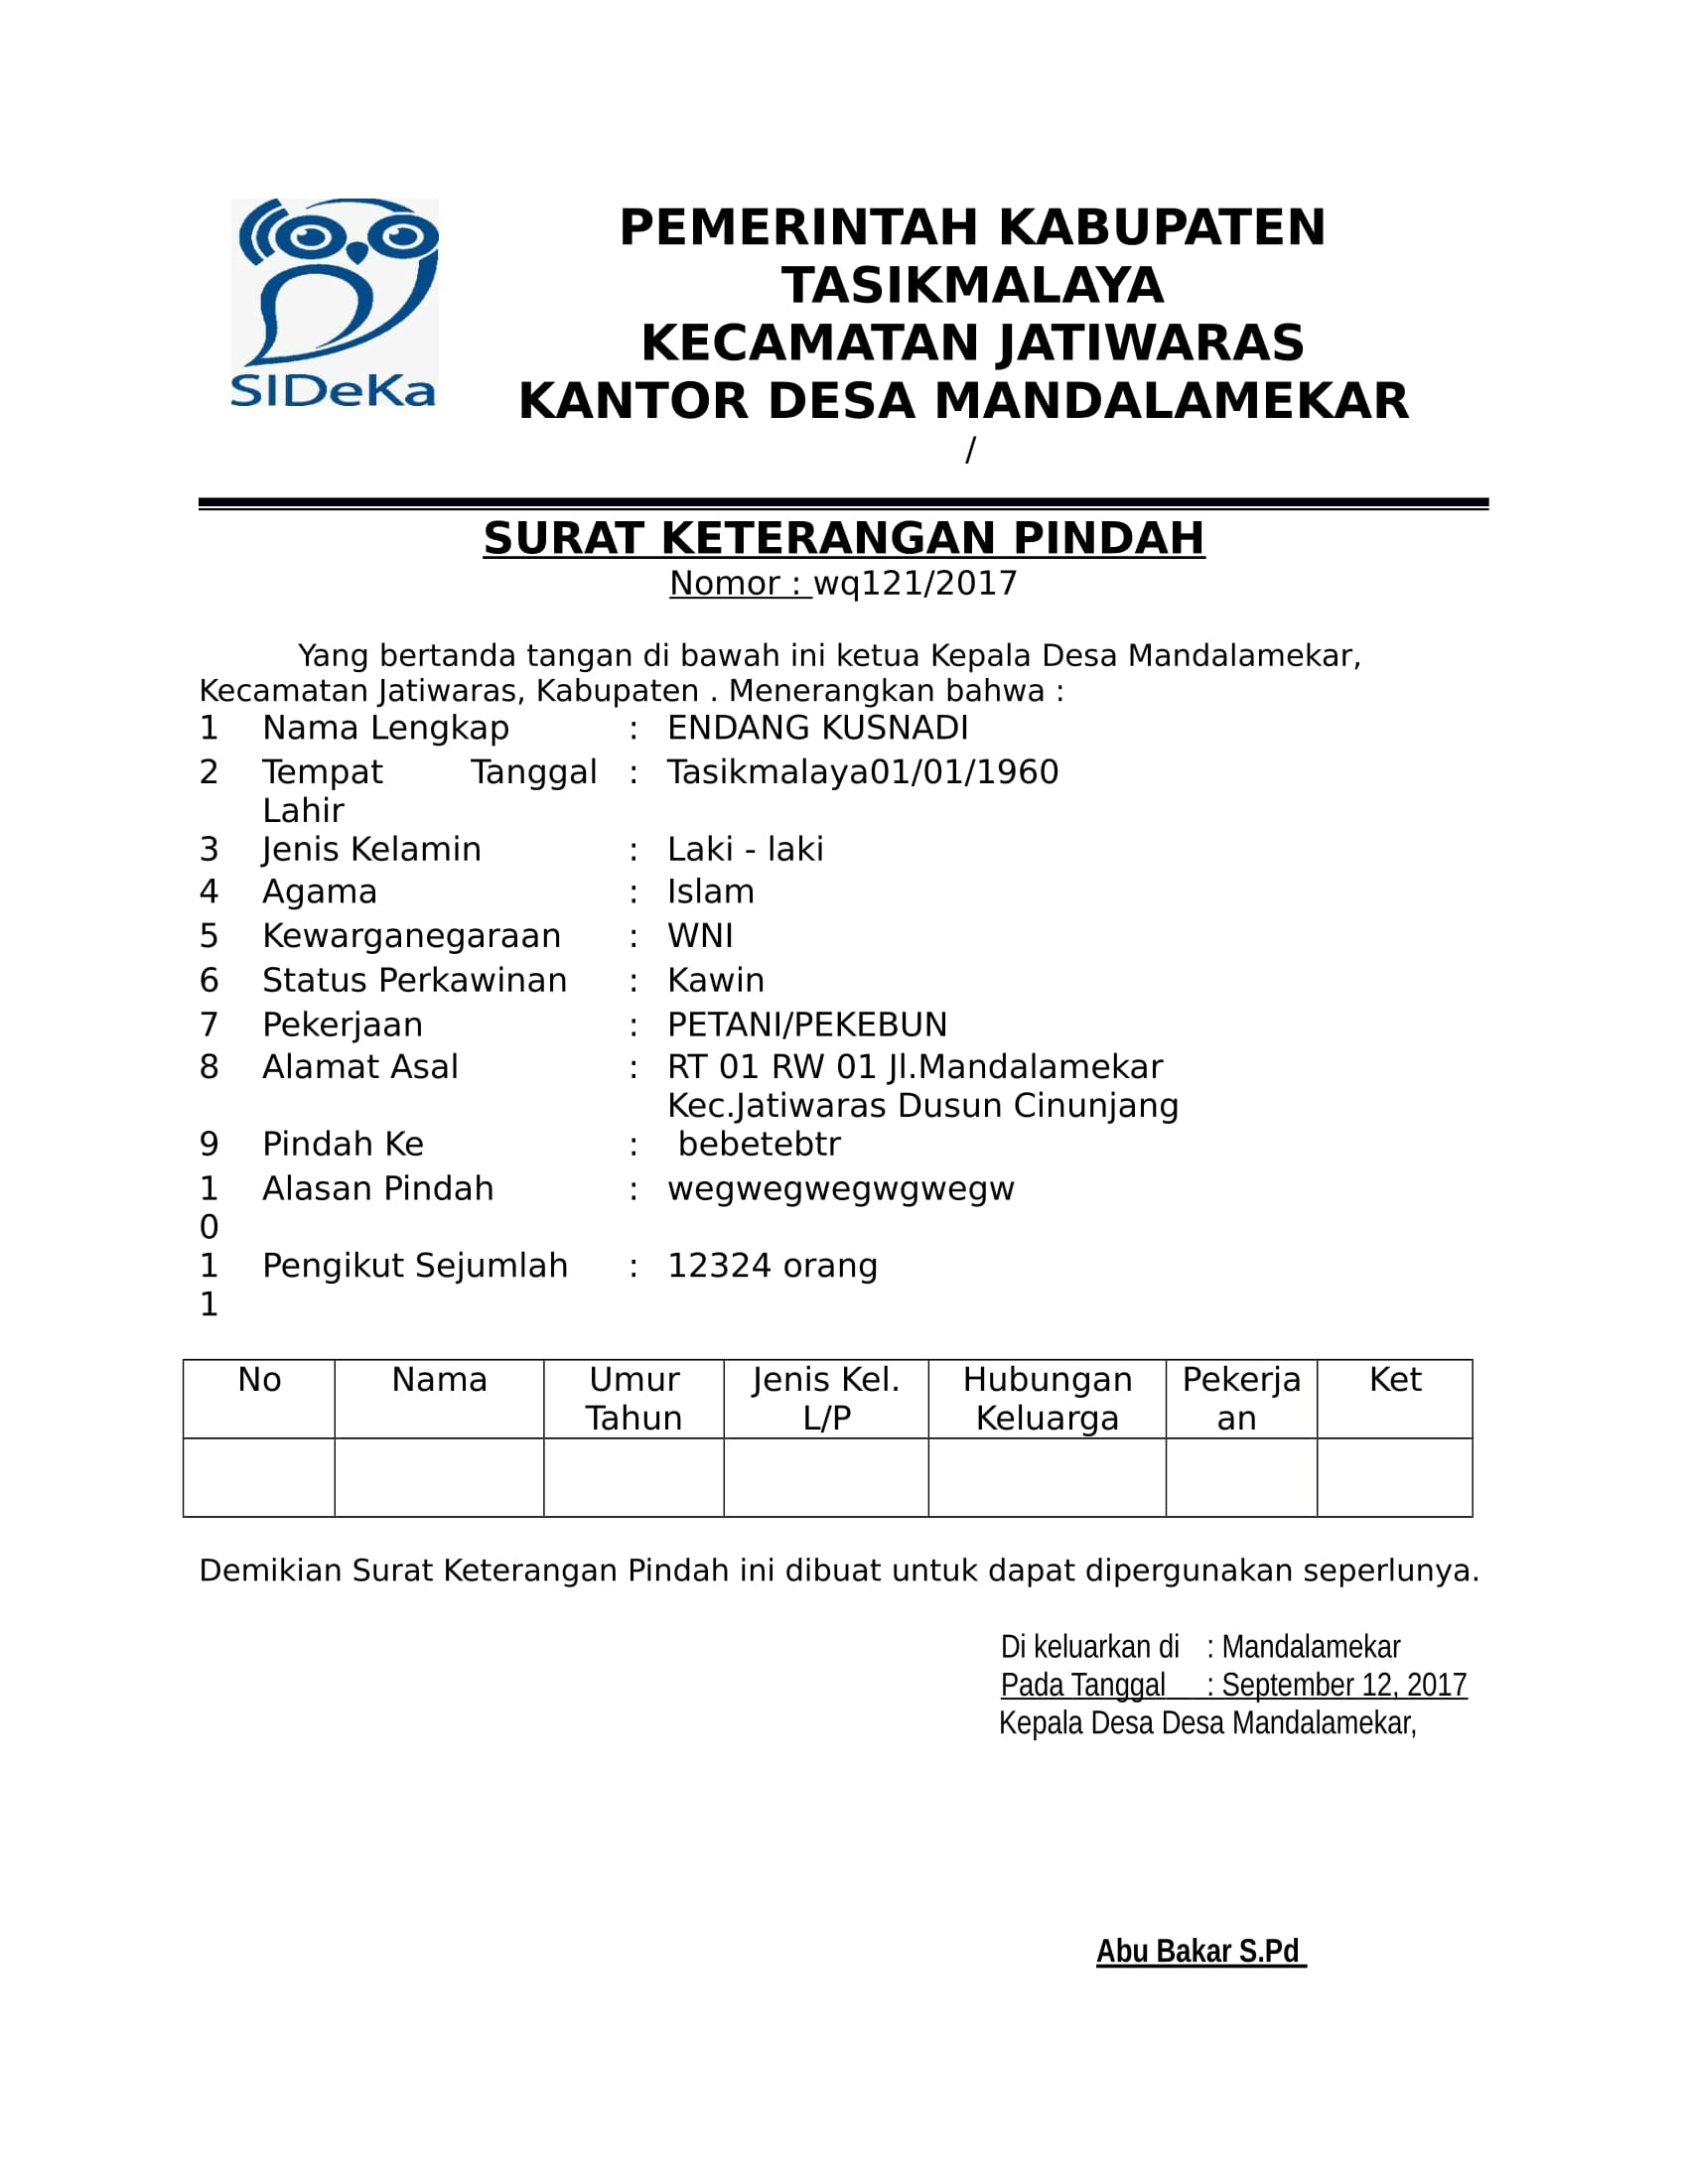 SIDeKa
PEMERINTAH KABUPATEN
TASIKMALAYA
KECAMATAN JATIWARAS
KANTOR DESA MANDALAMEKAR
/
SURAT KETERANGAN PINDAH
Nomor : wq121/2017
Yang bertanda tangan di bawah ini ketua Kepala Desa Mandalamekar,
Kecamatan Jatiwaras, Kabupaten . Menerangkan bahwa :
1 Nama Lengkap : ENDANG KUSNADI
2 Tempat Tanggal : Tasikmalaya01/01/1960
Lahir
3 Jenis Kelamin : Laki - laki
4 Agama : Islam
5 Kewarganegaraan : WNI
6 Status Perkawinan : Kawin
7 Pekerjaan : PETANI/PEKEBUN
8 Alamat Asal : RT 01 RW 01 Jl.Mandalamekar
Kec.Jatiwaras Dusun Cinunjang
9 Pindah Ke : bebetebtr
1 Alasan Pindah : wegwegwegwgwegw
0
1 Pengikut Sejumlah : 12324 orang
1
No Nama Umur Jenis Kel. Hubungan Pekerja Ket
Tahun L/P Keluarga an
Demikian Surat Keterangan Pindah ini dibuat untuk dapat dipergunakan seperlunya.
Di keluarkan di : Mandalamekar
Pada Tanggal : September 12, 2017
Kepala Desa Desa Mandalamekar,
Abu Bakar S.Pd